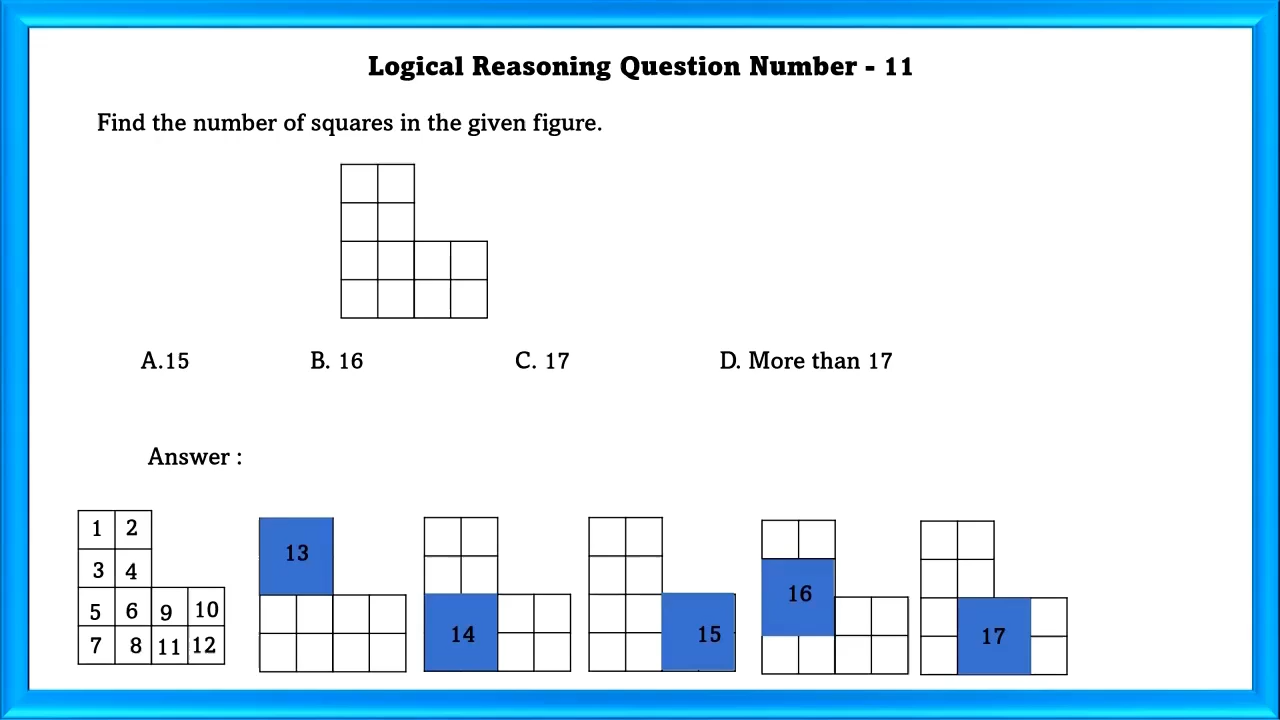 Logical Reasoning Question Number - 11
Find the number of squares in the given figure.
A.15 B. 16 C. 17 D. More than 17
Answer :
1 2
3 4
5 6 9 10
7 8 11 12
13
14
15
16
17